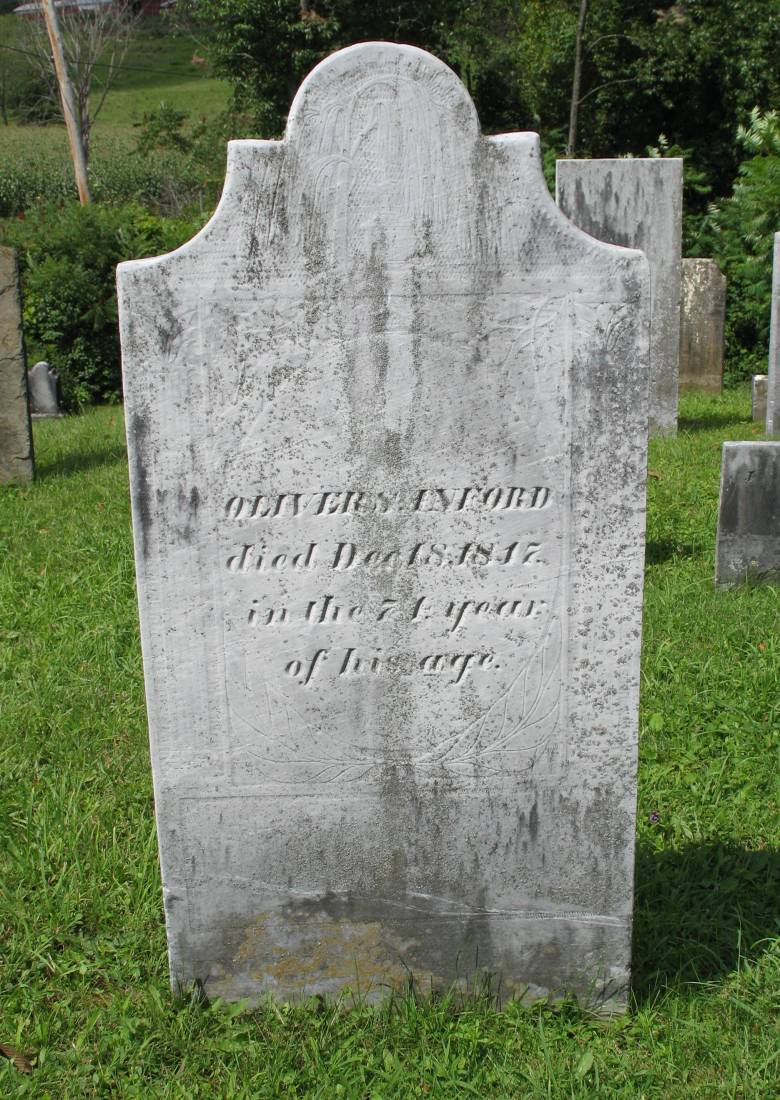 OLIVER SANFORD
died Dec. 18, 1847.
in the 74. year
of his age.